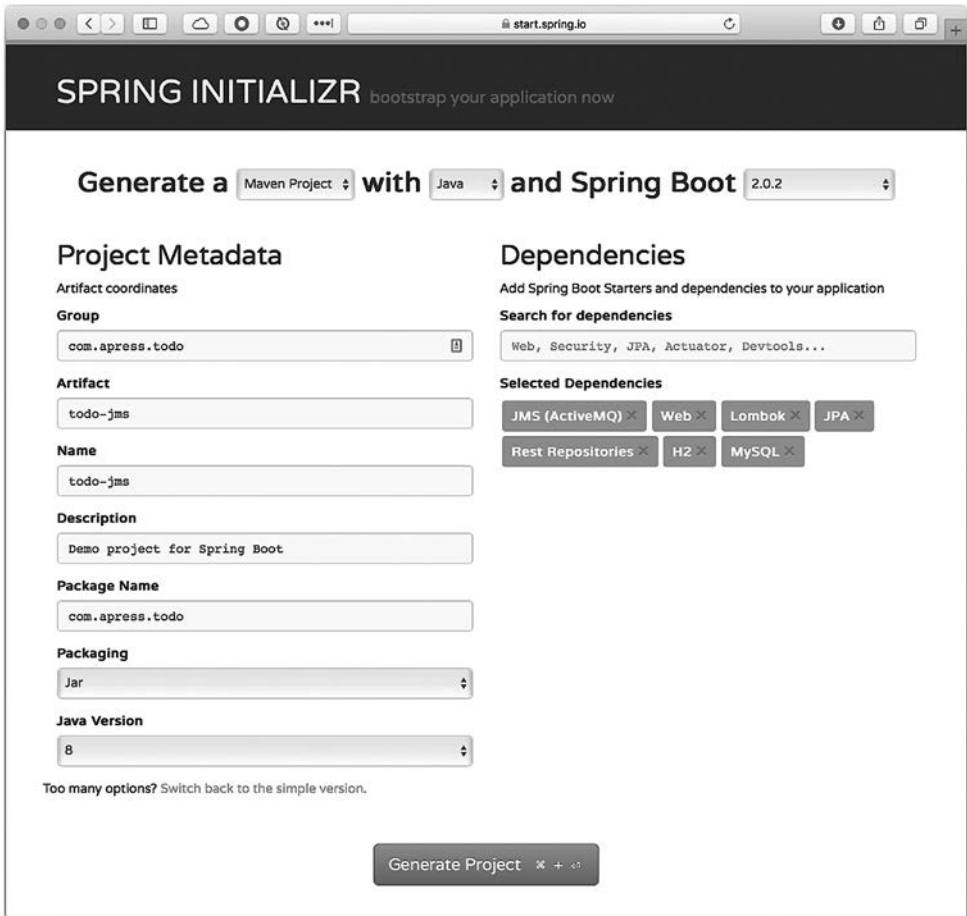 start.spring.io
SPRING INITIALIZR bootstrap your application now
Generate a Maven Project with Java and Spring Boot 2.0.2
Project Metadata
Artifact coordinates
Group
com.apress.todo
Artifact
todo-jms
Name
todo-jms
Description
Demo project for Spring Boot
Package Name
com.apress.todo
Packaging
Jar
Java Version
8
Too many options? Switch back to the simple version.
Dependencies
Add Spring Boot Starters and dependencies to your application
Search for dependencies
Web, Security, JPA, Actuator, Devtools...
Selected Dependencies
JMS (ActiveMQ) × Web × Lombok × JPA ×
Rest Repositories × H2 × MySQL ×
Generate Project ⌘ + ⏎